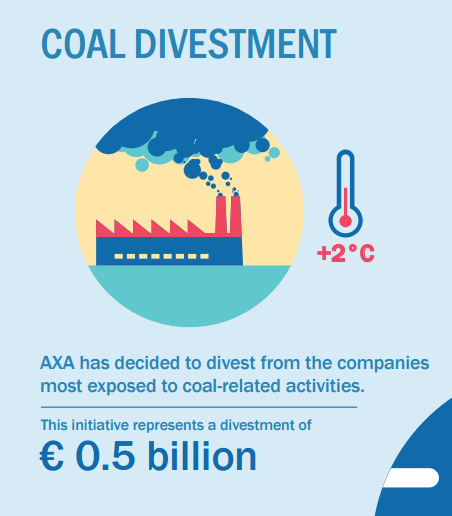 COAL DIVESTMENT
+2°C
AXA has decided to divest from the companies
most exposed to coal-related activities.
This initiative represents a divestment of
€ 0.5 billion